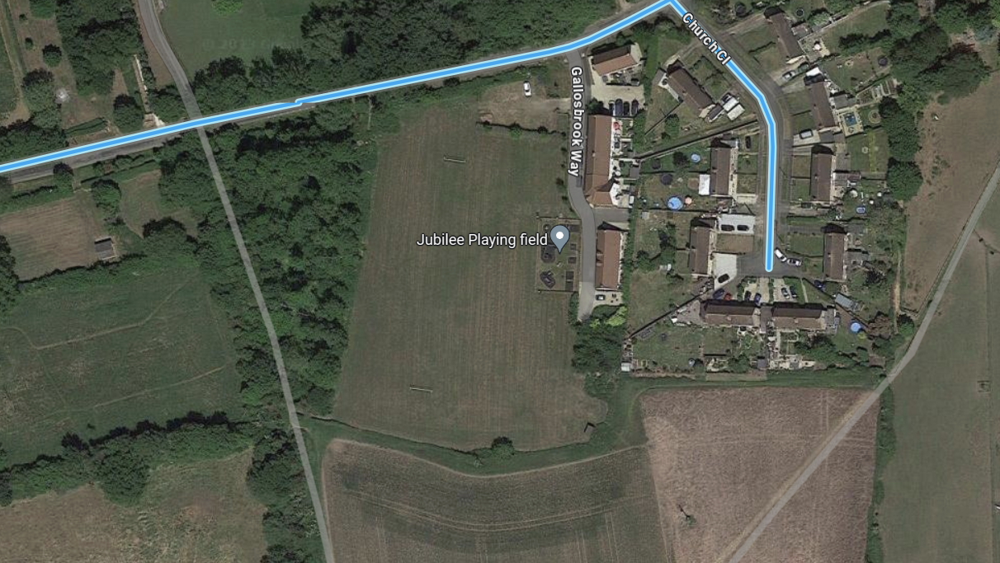 Church Cl
Gallosbrook Way
Jubilee Playing field